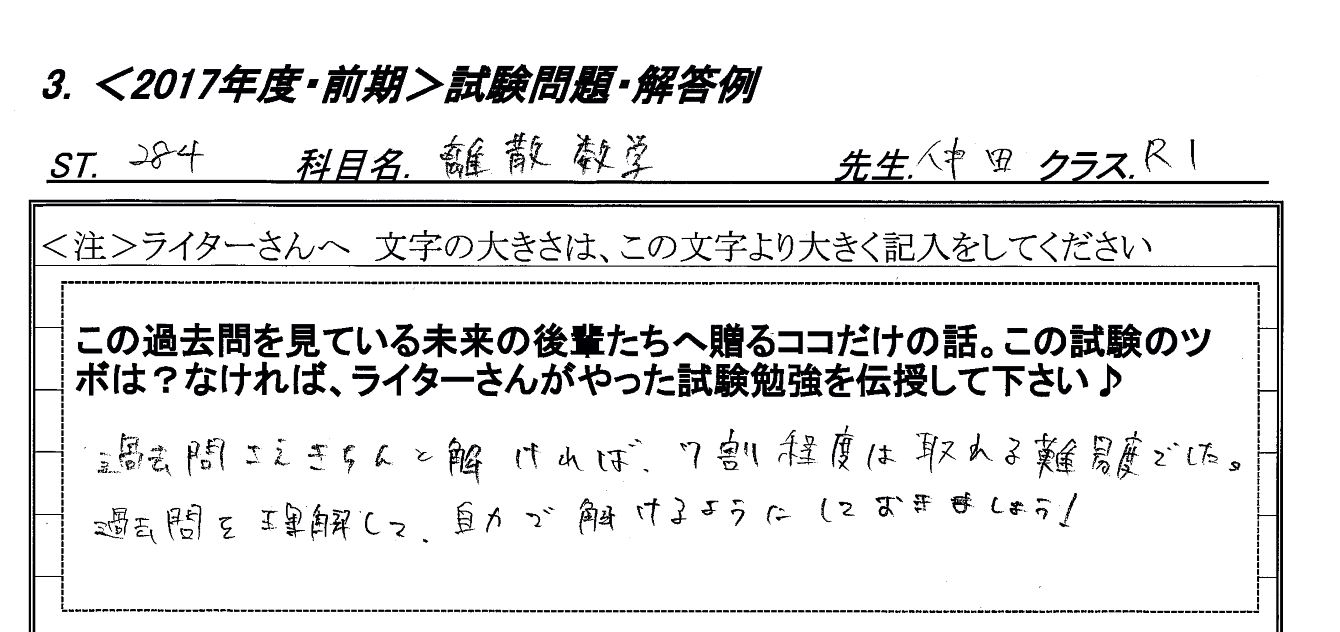 3. ＜2017年度・前期＞試験問題・解答例
ST. 284 科目名. 離散数学 先生. 仲田 クラス. R1
＜注＞ライターさんへ 文字の大きさは、この文字より大きく記入をしてください
この過去問を見ている未来の後輩たちへ贈るココだけの話。この試験のツ
ボは？なければ、ライターさんがやった試験勉強を伝授して下さい♪
過去問さえきちんと解ければ、7割程度は取れる難易度でした。
過去問を理解して、自力で解けるようにしておきましょう!